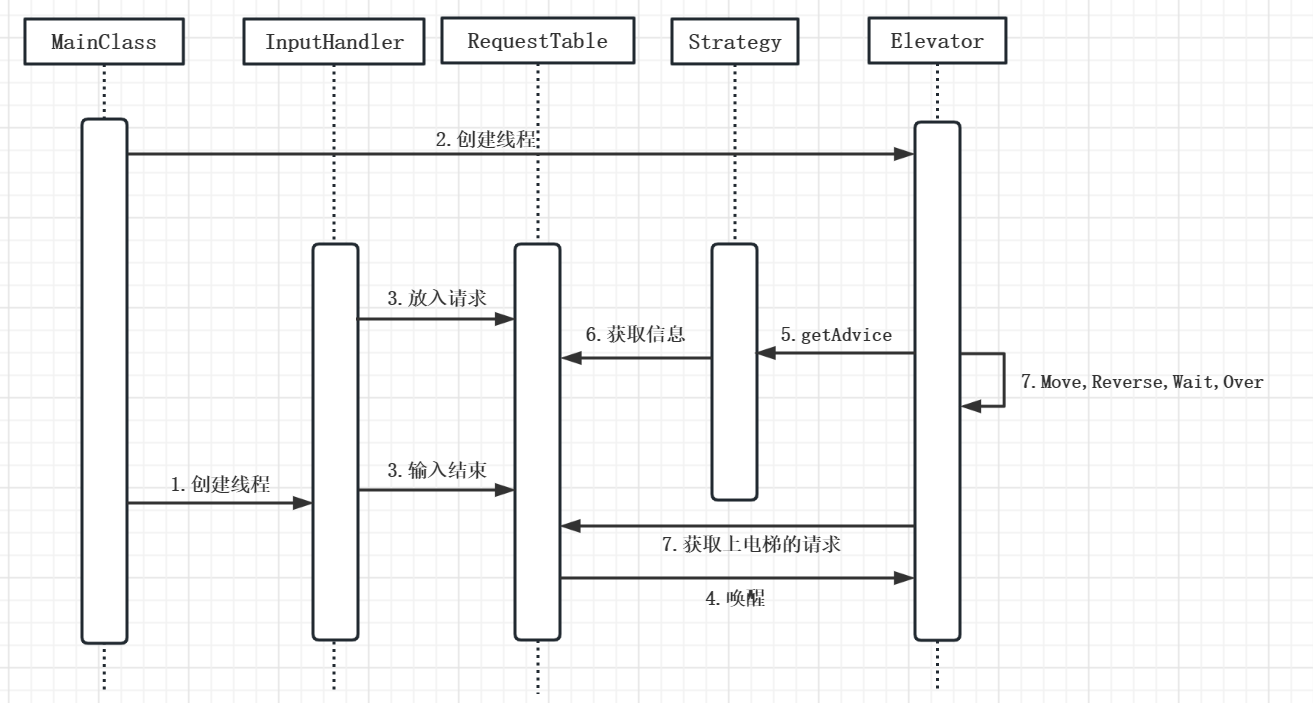 MainClass
InputHandler
RequestTable
Strategy
Elevator
2.创建线程
3.放入请求
6.获取信息
5.getAdvice
7.Move,Reverse,Wait,Over
3.输入结束
1.创建线程
7.获取上电梯的请求
4.唤醒